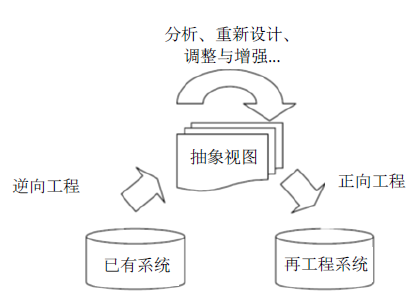 分析、重新设计、
调整与增强...
抽象视图
逆向工程
正向工程
已有系统
再工程系统